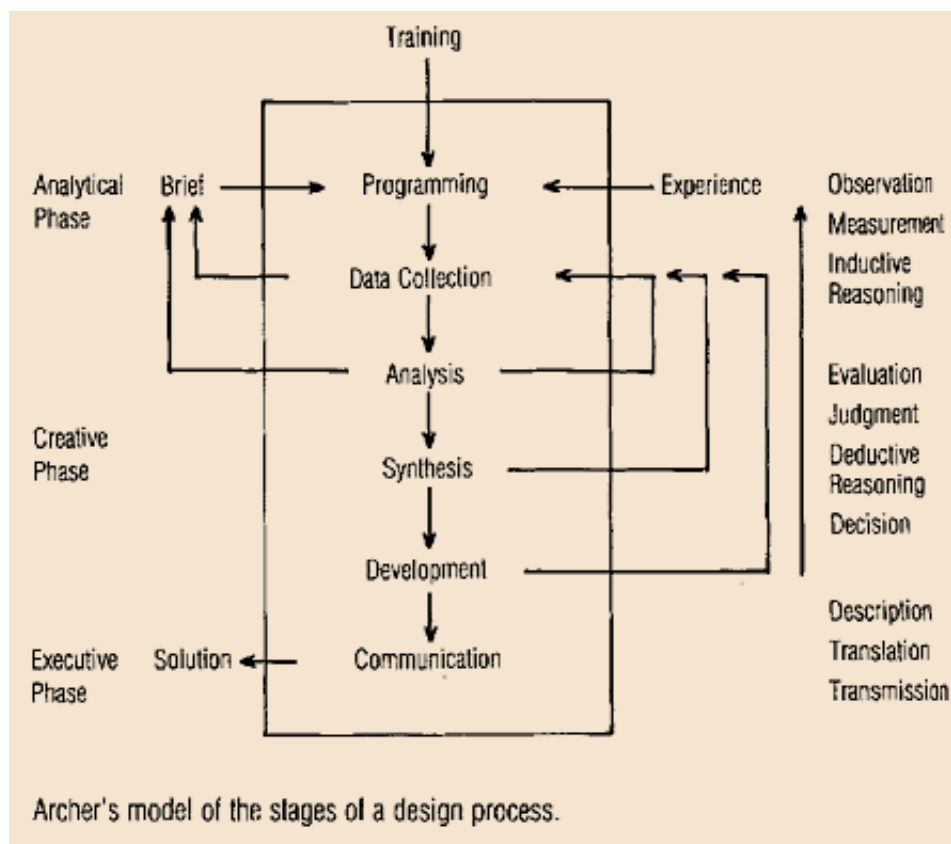 Training
Analytical Phase
Brief
Programming
Experience
Observation
Measurement
Data Collection
Inductive Reasoning
Analysis
Evaluation
Judgment
Creative Phase
Synthesis
Deductive Reasoning
Decision
Development
Description
Executive Phase
Solution
Communication
Translation
Transmission
Archer's model of the stages of a design process.